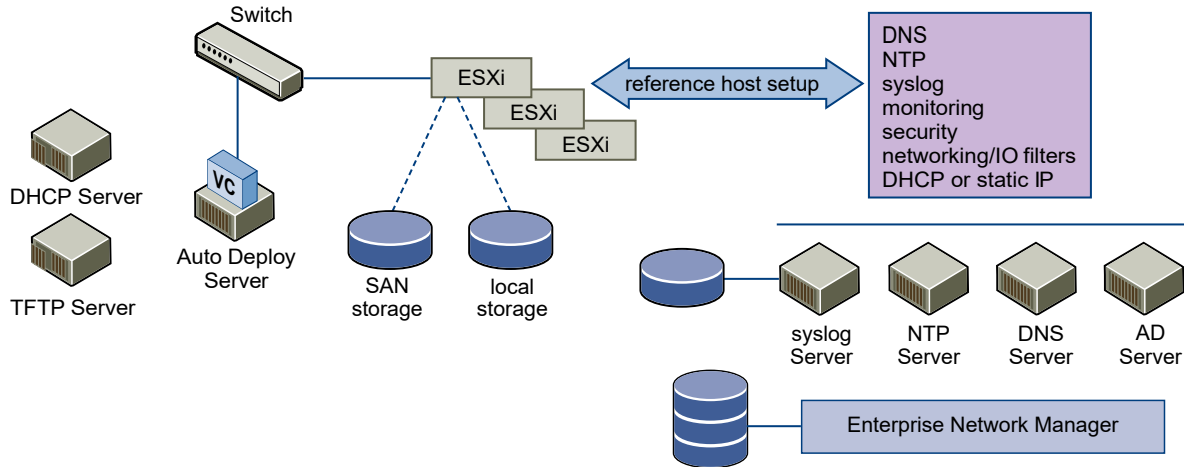 Switch
ESXi
ESXi
ESXi
reference host setup
DNS
NTP
syslog
monitoring
security
networking/IO filters
DHCP or static IP
DHCP Server
TFTP Server
VC
Auto Deploy
Server
SAN
storage
local
storage
syslog
Server
NTP
Server
DNS
Server
AD
Server
Enterprise Network Manager